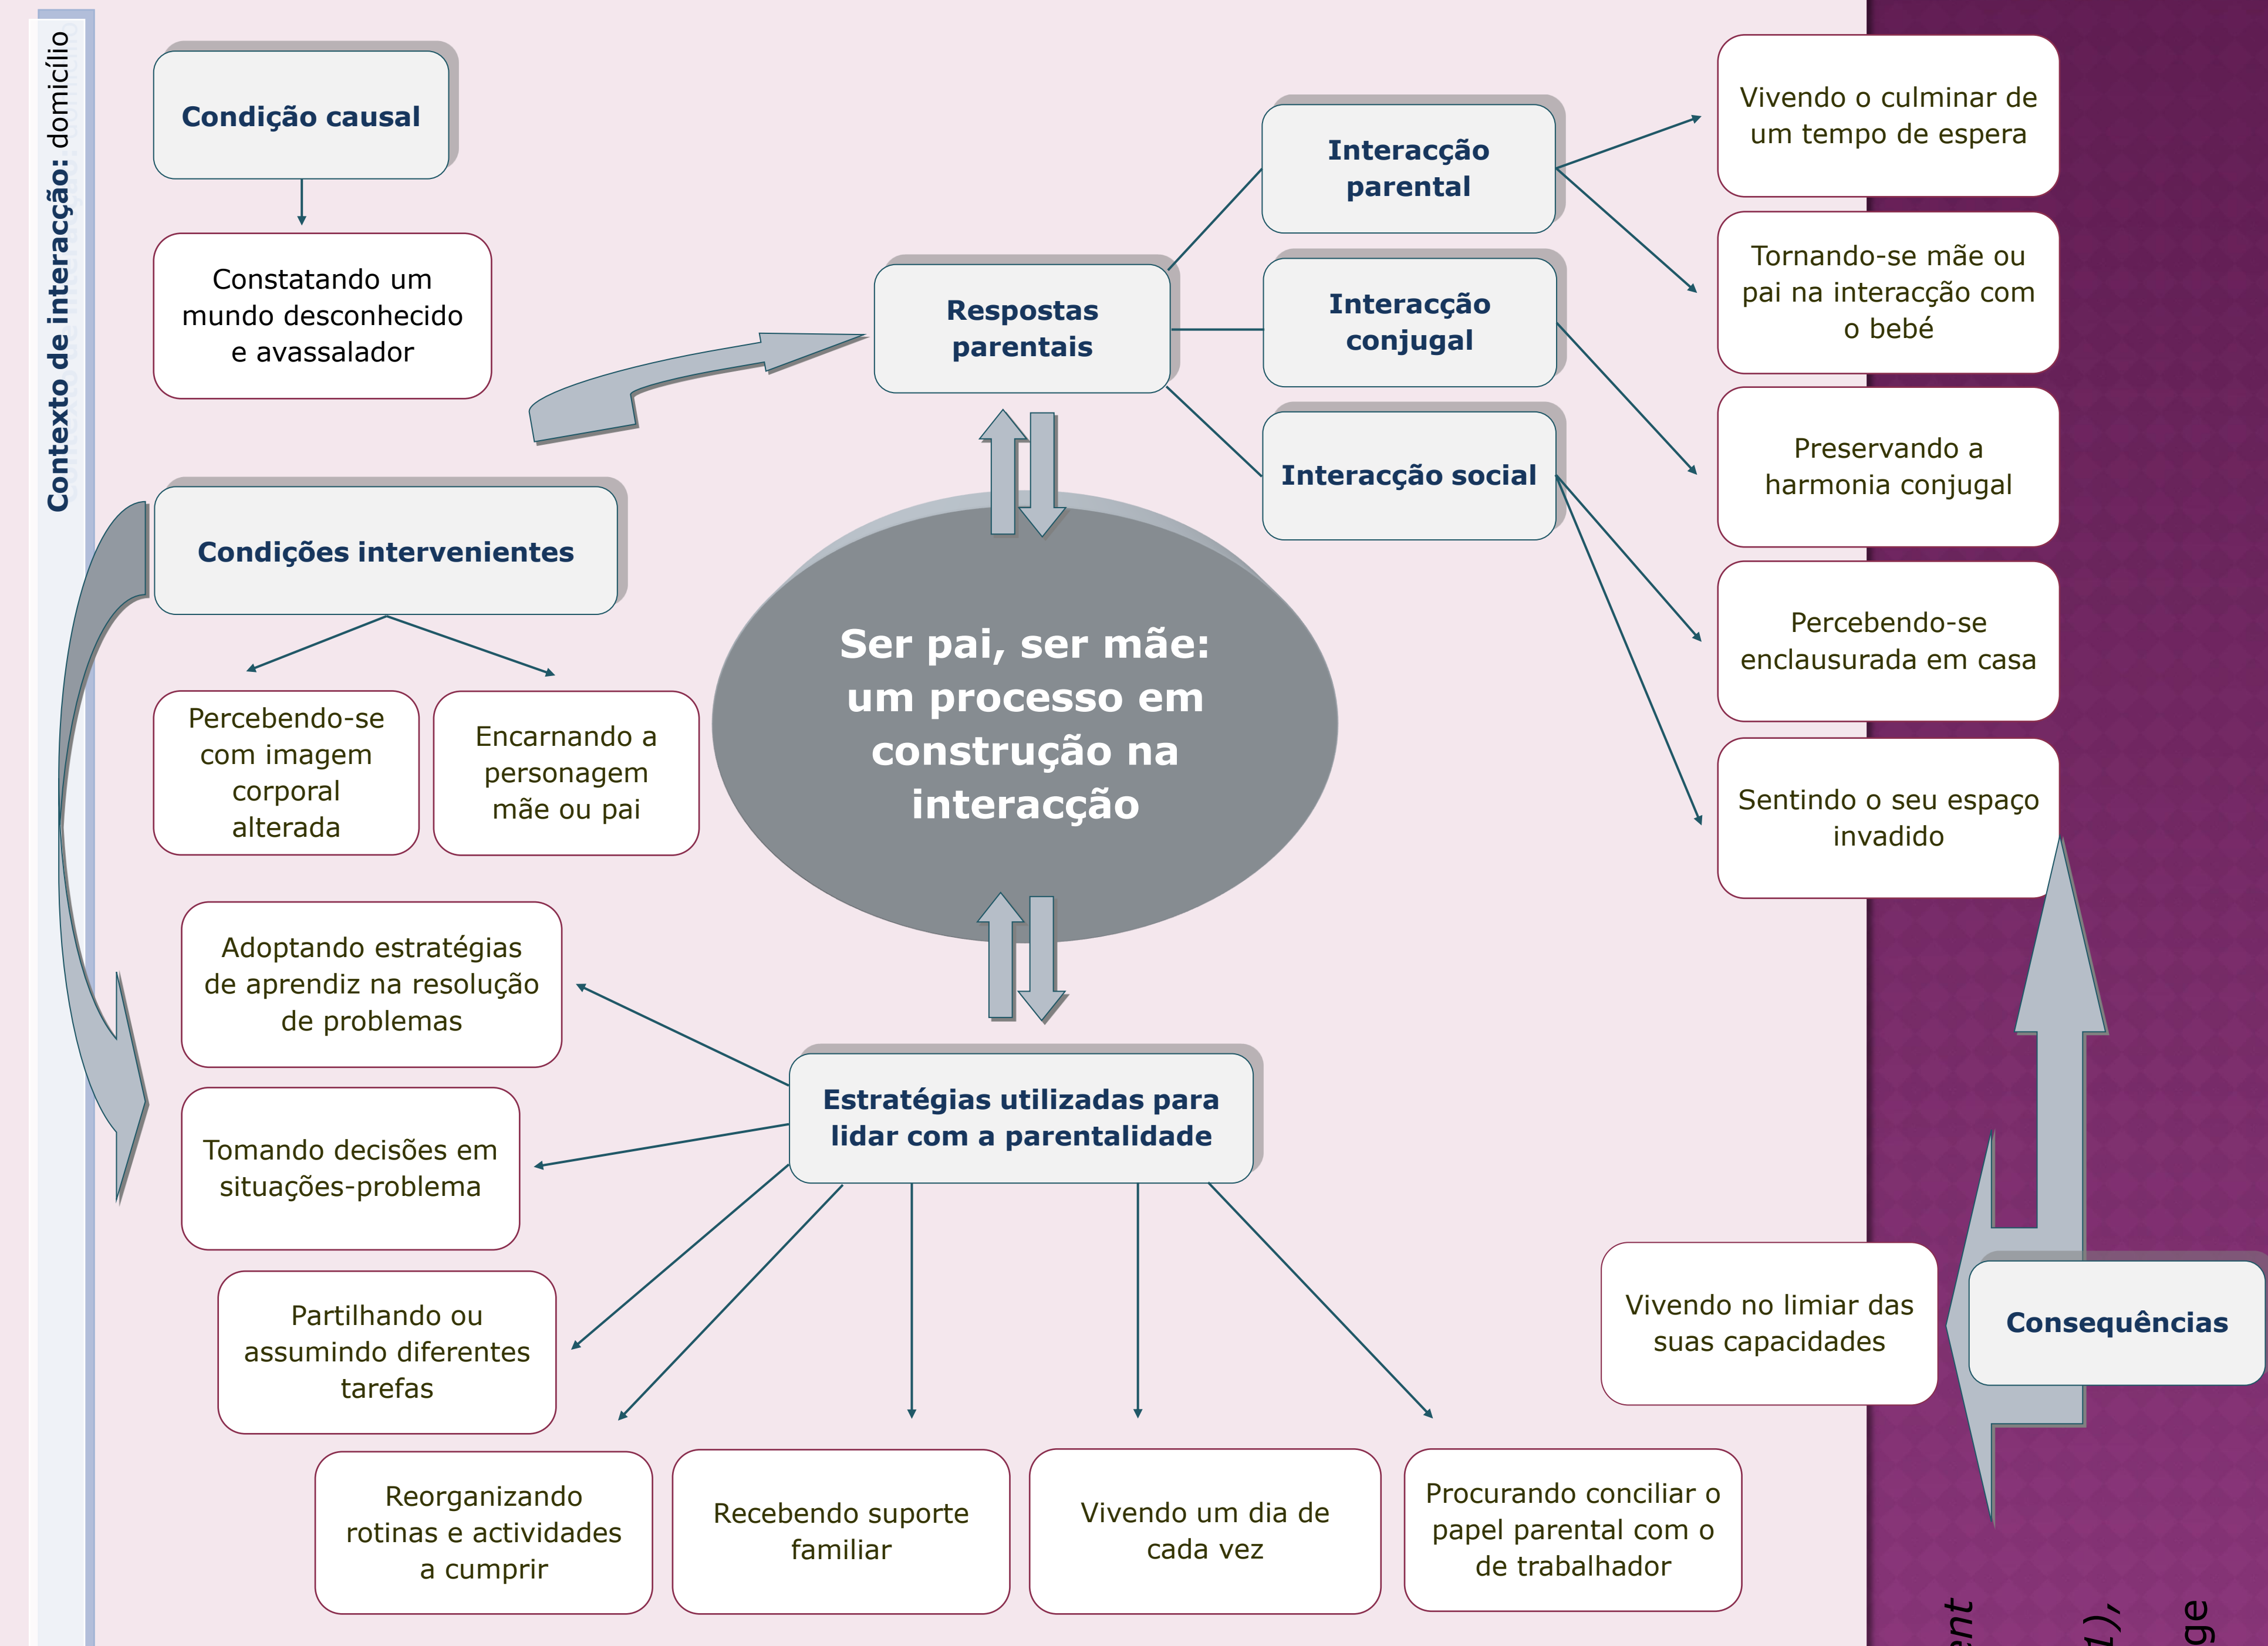 Contexto de interacção: domicílio
Condição causal
Constatando um
mundo desconhecido
e avassalador
Condições intervenientes
Percebendo-se
com imagem
corporal
alterada
Encarnando a
personagem
mãe ou pai
Respostas
parentais
Interacção
parental
Interacção
conjugal
Interacção social
Vivendo o culminar de
um tempo de espera
Tornando-se mãe ou
pai na interacção com
o bebé
Preservando a
harmonia conjugal
Percebendo-se
enclausurada em casa
Sentindo o seu espaço
invadido
Ser pai, ser mãe:
um processo em
construção na
interacção
Estratégias utilizadas para
lidar com a parentalidade
Adoptando estratégias
de aprendiz na resolução
de problemas
Tomando decisões em
situações-problema
Partilhando ou
assumindo diferentes
tarefas
Reorganizando
rotinas e actividades
a cumprir
Recebendo suporte
familiar
Vivendo um dia de
cada vez
Procurando conciliar o
papel parental com o
de trabalhador
Vivendo no limiar das
suas capacidades
Consequências